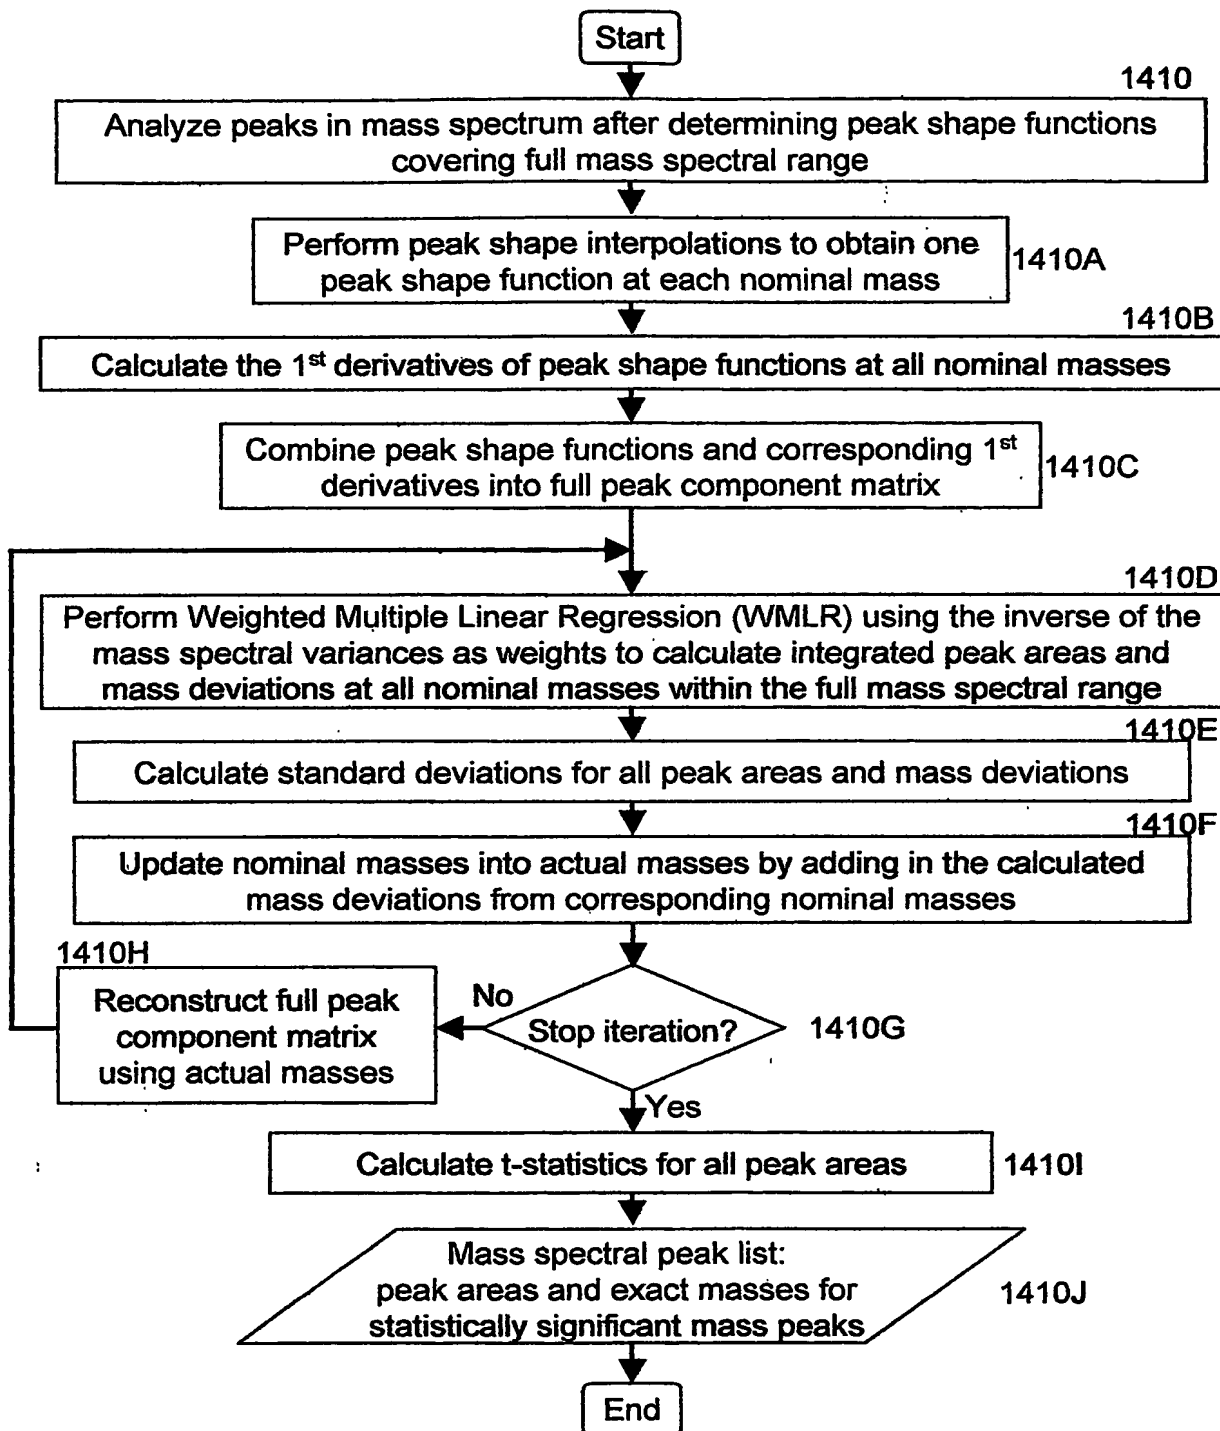 Start
1410
Analyze peaks in mass spectrum after determining peak shape functions
covering full mass spectral range
Perform peak shape interpolations to obtain one
peak shape function at each nominal mass
1410A
1410B
Calculate the 1st derivatives of peak shape functions at all nominal masses
Combine peak shape functions and corresponding 1st
derivatives into full peak component matrix
1410C
1410D
Perform Weighted Multiple Linear Regression (WMLR) using the inverse of the
mass spectral variances as weights to calculate integrated peak areas and
mass deviations at all nominal masses within the full mass spectral range
1410E
Calculate standard deviations for all peak areas and mass deviations
1410F
Update nominal masses into actual masses by adding in the calculated
mass deviations from corresponding nominal masses
1410H
Reconstruct full peak
component matrix
using actual masses
No
Stop iteration?
1410G
Yes
Calculate t-statistics for all peak areas
1410I
Mass spectral peak list:
peak areas and exact masses for
statistically significant mass peaks
1410J
End